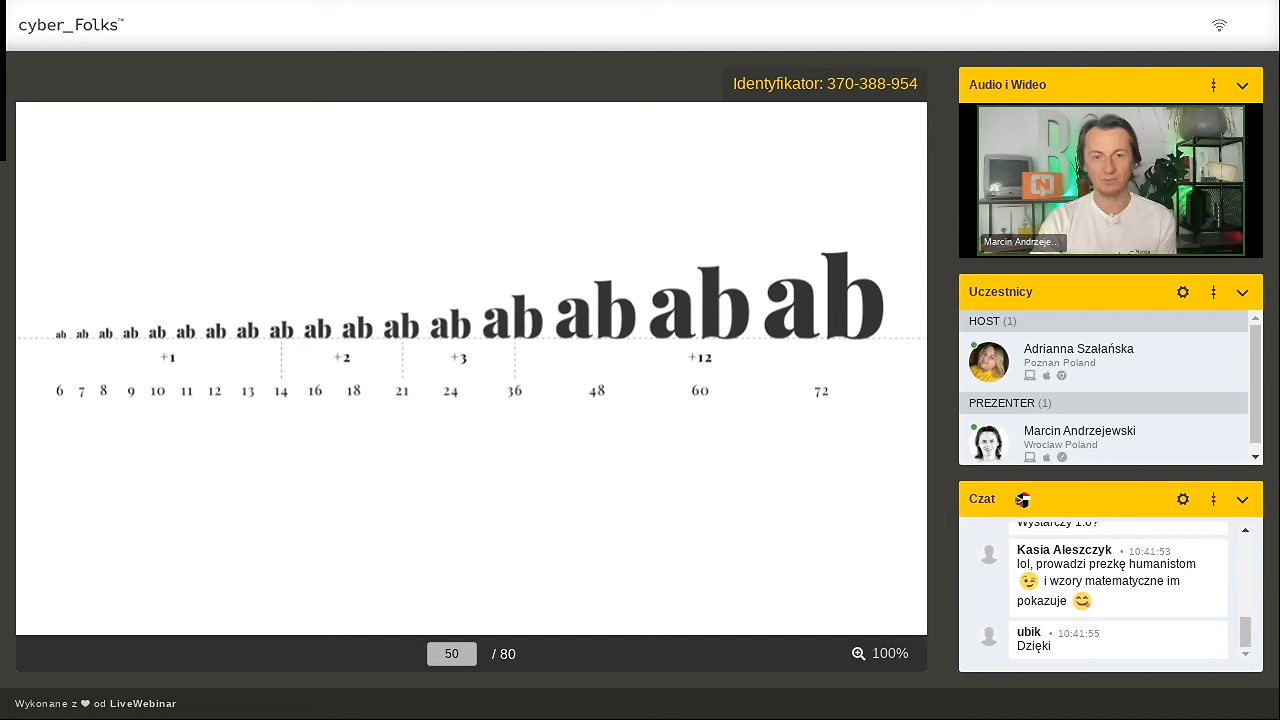 cyber_Folks™
Identyfikator: 370-388-954
ab ab ab ab ab ab ab ab ab ab ab ab ab ab ab ab ab
+1 +2 +3 +12
6 7 8 9 10 11 12 13 14 16 18 21 24 36 48 60 72
50 / 80
100%
Audio i Wideo
Marcin Andrzeje...
Uczestnicy
HOST (1)
Adrianna Szałańska
Poznan Poland
PREZENTER (1)
Marcin Andrzejewski
Wroclaw Poland
Czat
Wystarczy 1.6?
Kasia Aleszczyk • 10:41:53
lol, prowadzi prezkę humanistom
😉 i wzory matematyczne im
pokazuje 😋
ubik • 10:41:55
Dzięki
Wykonane z ❤ od LiveWebinar